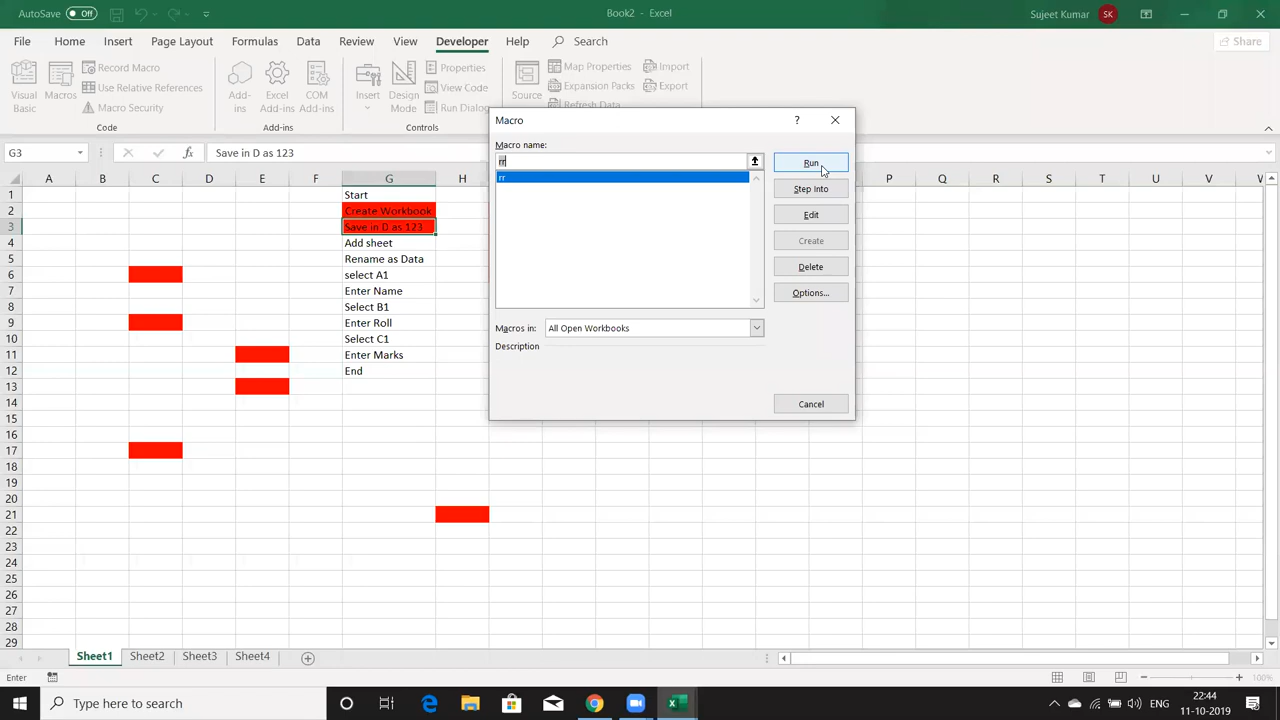 AutoSave Off Book2 - Excel Sujeet Kumar SK
File Home Insert Page Layout Formulas Data Review View Developer Help Search Share
Visual Basic Macros Record Macro Use Relative References Macro Security Code
Add-ins Excel Add-ins COM Add-ins Add-ins
Insert Design Mode Properties View Code Run Dialog Controls
Source Map Properties Expansion Packs Refresh Data Import Export
G3 fx Save in D as 123
A B C D E F G H P Q R S T U V W
1 Start
2 Create Workbook
3 Save in D as 123
4 Add sheet
5 Rename as Data
6 select A1
7 Enter Name
8 Select B1
9 Enter Roll
10 Select C1
11 Enter Marks
12 End
13
14
15
16
17
18
19
20
21
22
23
24
25
26
27
28
29
Macro ?
Macro name:
rr
rr
Run
Step Into
Edit
Create
Delete
Options...
Macros in: All Open Workbooks
Description
Cancel
Sheet1 Sheet2 Sheet3 Sheet4
Enter 100%
Type here to search ENG 22:44
11-10-2019